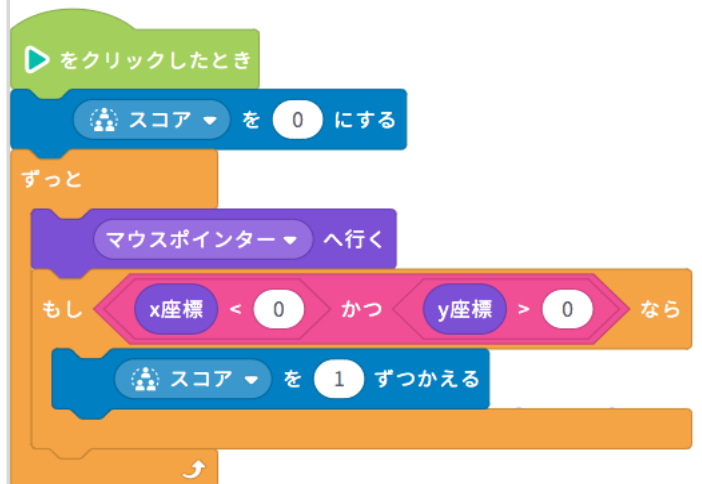 をクリックしたとき
スコア を 0 にする
ずっと
マウスポインター へ行く
もし x座標 < 0 かつ y座標 > 0 なら
スコア を 1 ずつかえる